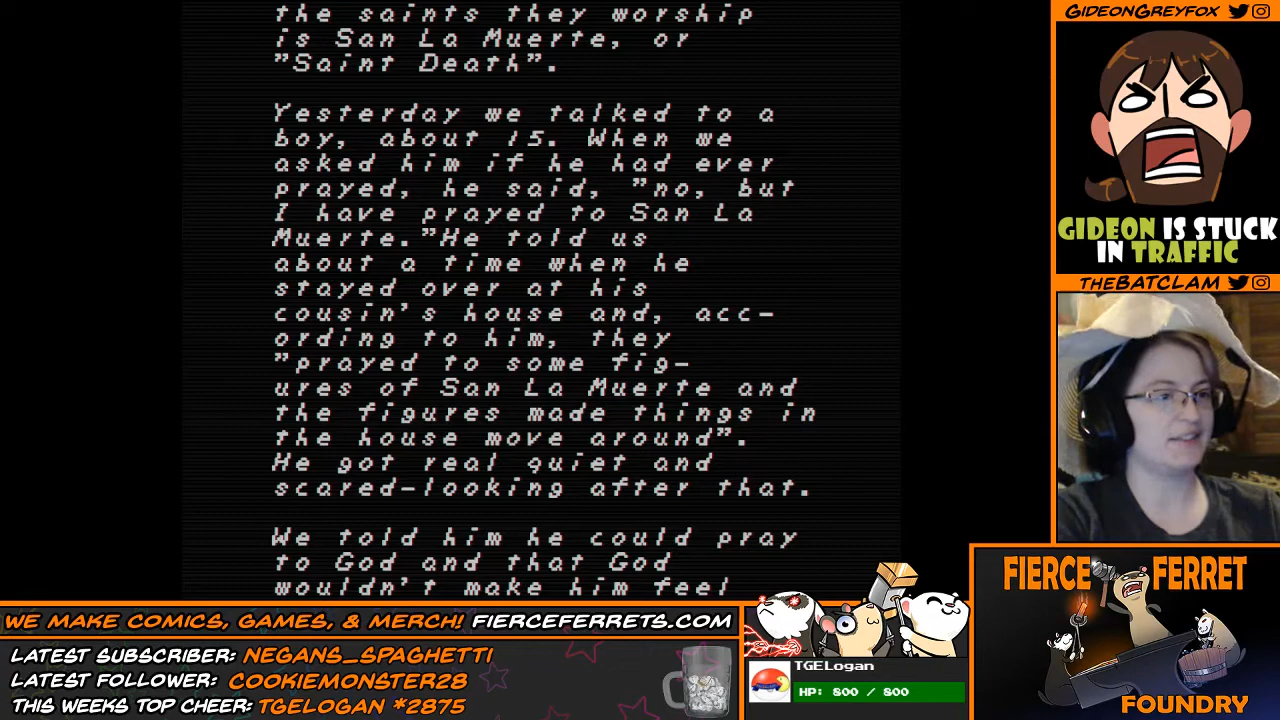 the saints they worship
is San La Muerte, or
"Saint Death".
Yesterday we talked to a
boy, about 15. When we
asked him if he had ever
prayed, he said, "no, but
I have prayed to San La
Muerte."He told us
about a time when he
stayed over at his
cousin's house and, acc-
ording to him, they
"prayed to some fig-
ures of San La Muerte and
the figures made things in
the house move around".
He got real quiet and
scared-looking after that.
We told him he could pray
to God and that God
wouldn't make him feel
GIDEONGREYFOX
GIDEON IS STUCK
IN TRAFFIC
THEBATCLAM
FIERCE FERRET
FOUNDRY
WE MAKE COMICS, GAMES, & MERCH! FIERCEFERRETS.COM
LATEST SUBSCRIBER: NEGANS_SPAGHETTI
LATEST FOLLOWER: COOKIEMONSTER28
THIS WEEKS TOP CHEER: TGELOGAN *2875
TGELogan
HP: 800 / 800